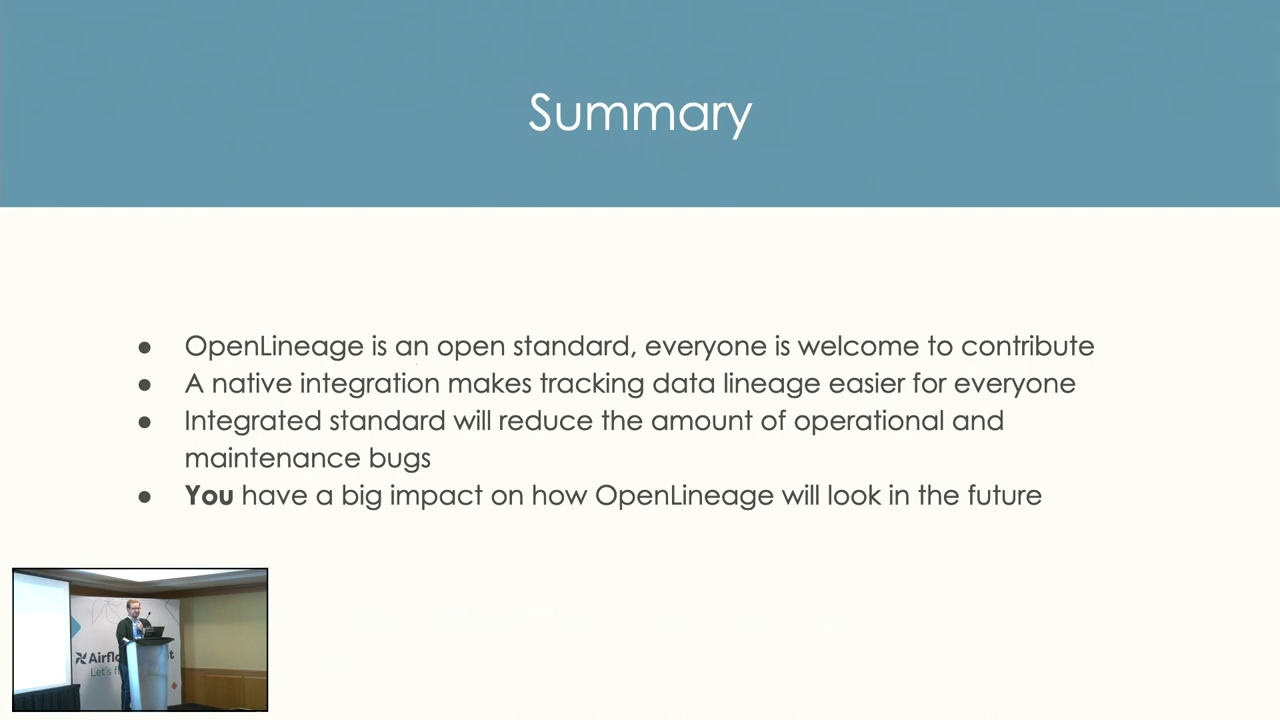 Summary
● OpenLineage is an open standard, everyone is welcome to contribute
● A native integration makes tracking data lineage easier for everyone
● Integrated standard will reduce the amount of operational and
maintenance bugs
● You have a big impact on how OpenLineage will look in the future
Let's